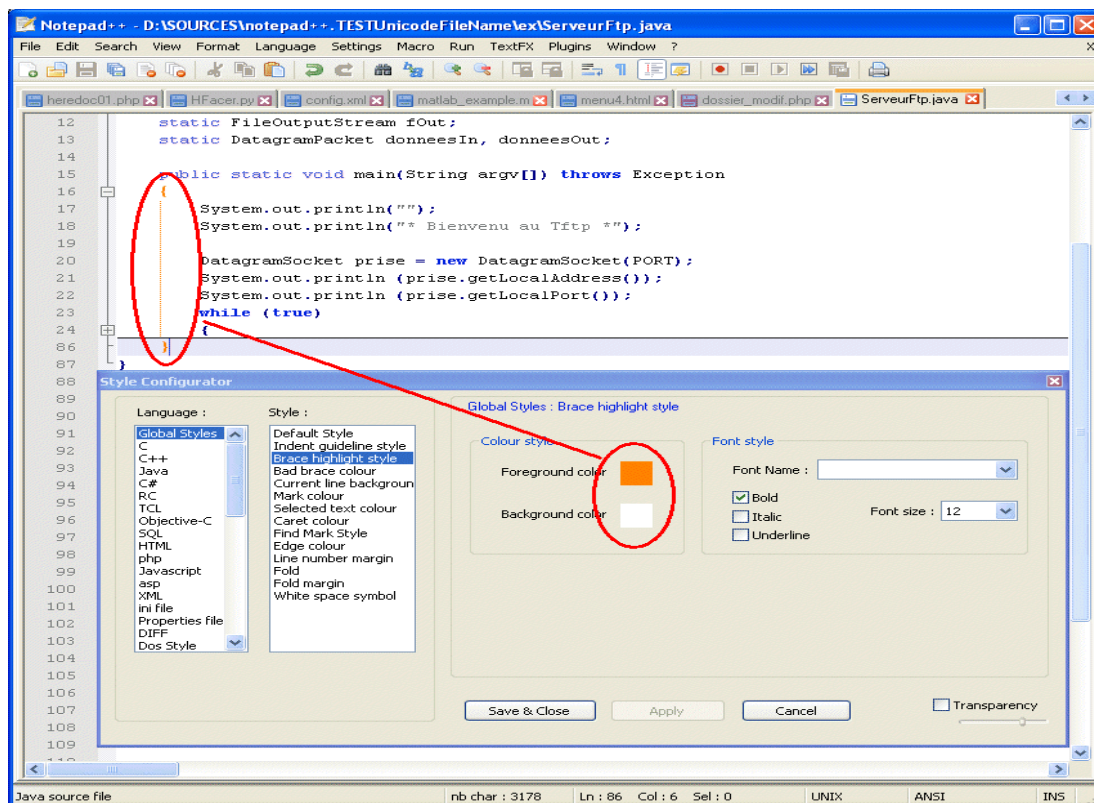 Notepad++ - D:\SOURCES\notepad++.TESTUnicodeFileName\ex\ServeurFtp.java
File Edit Search View Format Language Settings Macro Run TextFX Plugins Window ? X
heredoc01.php HFacer.py config.xml matlab_example.m menu4.html dossier_modif.php ServeurFtp.java
12 static FileOutputStream fOut;
13 static DatagramPacket donneesIn, donneesOut;
14
15 public static void main(String argv[]) throws Exception
16 {
17 System.out.println("");
18 System.out.println("* Bienvenu au Tftp *");
19
20 DatagramSocket prise = new DatagramSocket(PORT);
21 System.out.println (prise.getLocalAddress());
22 System.out.println (prise.getLocalPort());
23 while (true)
24 {
86 }
87 }
88
89
90
91
92
93
94
95
96
97
98
99
100
101
102
103
104
105
106
107
108
109
Style Configurator
Language :
Global Styles
C
C++
Java
C#
RC
TCL
Objective-C
SQL
HTML
php
Javascript
asp
XML
ini file
Properties file
DIFF
Dos Style
Style :
Default Style
Indent guideline style
Brace highlight style
Bad brace colour
Current line backgroun
Mark colour
Selected text colour
Caret colour
Find Mark Style
Edge colour
Line number margin
Fold
Fold margin
White space symbol
Global Styles : Brace highlight style
Colour style
Foreground color
Background color
Font style
Font Name :
Bold
Italic
Underline
Font size : 12
Save & Close Apply Cancel
Transparency
Java source file nb char : 3178 Ln : 86 Col : 6 Sel : 0 UNIX ANSI INS